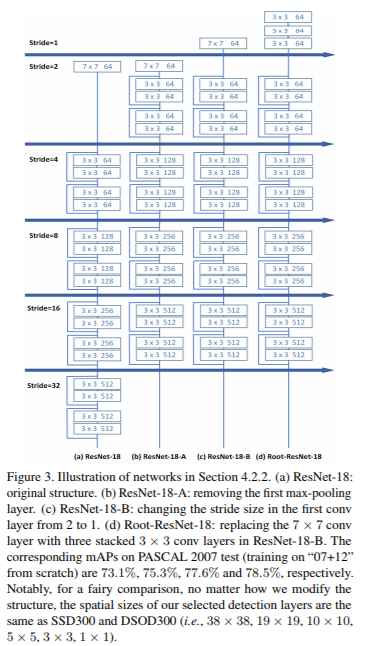 3 x 3 64
3 x 3 64
Stride=1 7 x 7 64 3 x 3 64
Stride=2 7 x 7 64 7 x 7 64
3 x 3 64 3 x 3 64 3 x 3 64
3 x 3 64 3 x 3 64 3 x 3 64
3 x 3 64 3 x 3 64 3 x 3 64
3 x 3 64 3 x 3 64 3 x 3 64
Stride=4 3 x 3 64 3 x 3 128 3 x 3 128 3 x 3 128
3 x 3 64 3 x 3 128 3 x 3 128 3 x 3 128
3 x 3 64 3 x 3 128 3 x 3 128 3 x 3 128
3 x 3 64 3 x 3 128 3 x 3 128 3 x 3 128
Stride=8 3 x 3 128 3 x 3 256 3 x 3 256 3 x 3 256
3 x 3 128 3 x 3 256 3 x 3 256 3 x 3 256
3 x 3 128 3 x 3 256 3 x 3 256 3 x 3 256
3 x 3 128 3 x 3 256 3 x 3 256 3 x 3 256
Stride=16 3 x 3 256 3 x 3 512 3 x 3 512 3 x 3 512
3 x 3 256 3 x 3 512 3 x 3 512 3 x 3 512
3 x 3 256 3 x 3 512 3 x 3 512 3 x 3 512
3 x 3 256 3 x 3 512 3 x 3 512 3 x 3 512
Stride=32 3 x 3 512
3 x 3 512
3 x 3 512
3 x 3 512
(a) ResNet-18 (b) ResNet-18-A (c) ResNet-18-B (d) Root-ResNet-18
Figure 3. Illustration of networks in Section 4.2.2. (a) ResNet-18:
original structure. (b) ResNet-18-A: removing the first max-pooling
layer. (c) ResNet-18-B: changing the stride size in the first conv
layer from 2 to 1. (d) Root-ResNet-18: replacing the 7 × 7 conv
layer with three stacked 3 × 3 conv layers in ResNet-18-B. The
corresponding mAPs on PASCAL 2007 test (training on “07+12”
from scratch) are 73.1%, 75.3%, 77.6% and 78.5%, respectively.
Notably, for a fairy comparison, no matter how we modify the
structure, the spatial sizes of our selected detection layers are the
same as SSD300 and DSOD300 (i.e., 38 × 38, 19 × 19, 10 × 10,
5 × 5, 3 × 3, 1 × 1).